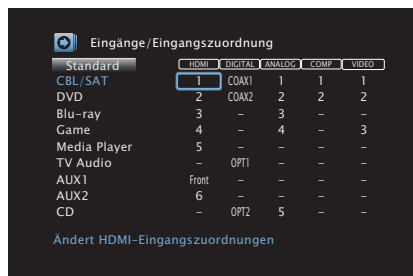 Eingänge/Eingangszuordnung
Standard HDMI DIGITAL ANALOG COMP VIDEO
CBL/SAT 1 COAX1 1 1 1
DVD 2 COAX2 2 2 2
Blu-ray 3 – 3 – –
Game 4 – 4 – 3
Media Player 5 – – – –
TV Audio – OPT1 – – –
AUX1 Front – – – –
AUX2 6 – – – –
CD – OPT2 5 – –
Ändert HDMI-Eingangszuordnungen